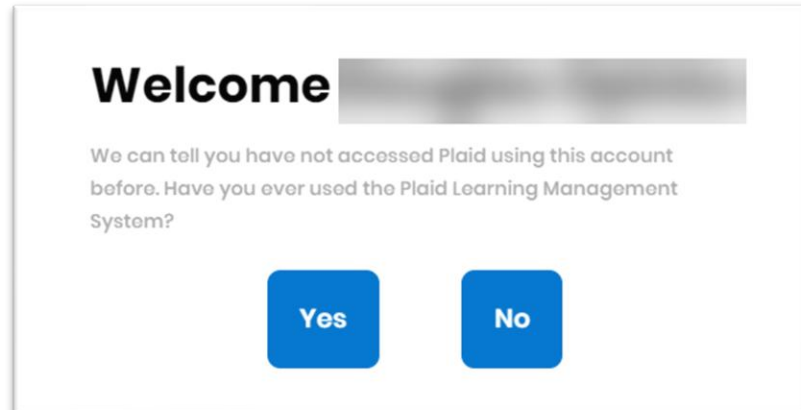 Welcome
We can tell you have not accessed Plaid using this account
before. Have you ever used the Plaid Learning Management
System?
Yes
No